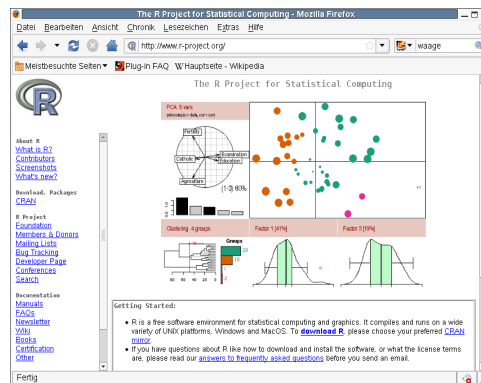 The R Project for Statistical Computing - Mozilla Firefox
Datei Bearbeiten Ansicht Chronik Lesezeichen Extras Hilfe
http://www.r-project.org/
waage
Meistbesuchte Seiten Plug-in FAQ Hauptseite - Wikipedia
The R Project for Statistical Computing
R
PCA 5 vars
Fertility
Catholic
Examination
Education
Agriculture
(1-3) 60%
Clustering 4 groups
Groups
Factor 1 [41%]
Factor 3 [19%]
About R
What is R?
Contributors
Screenshots
What's new?
Download, Packages
CRAN
R Project
Foundation
Members & Donors
Mailing Lists
Bug Tracking
Developer Page
Conferences
Search
Documentation
Manuals
FAQs
Newsletter
Wiki
Books
Certification
Other
Getting Started:
R is a free software environment for statistical computing and graphics. It compiles and runs on a wide
variety of UNIX platforms, Windows and MacOS. To download R, please choose your preferred CRAN
mirror.
If you have questions about R like how to download and install the software, or what the license terms
are, please read our answers to frequently asked questions before you send an email.
Fertig